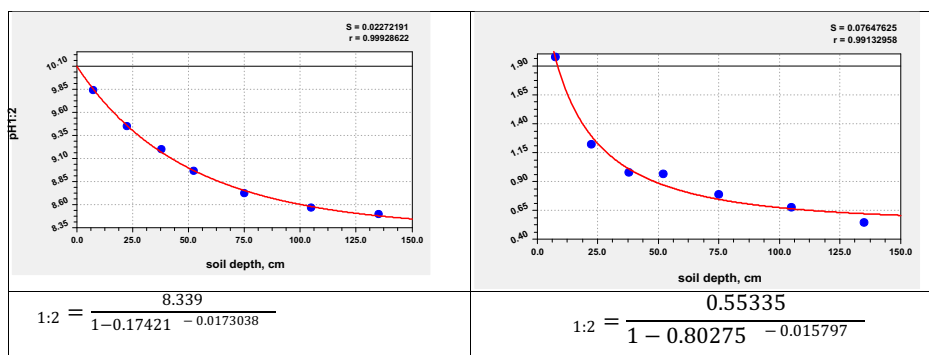 S = 0.02272191
r = 0.99928622
pH1:2
10.10
9.85
9.60
9.35
9.10
8.85
8.60
8.35
0.0 25.0 50.0 75.0 100.0 125.0 150.0
soil depth, cm
S = 0.07647625
r = 0.99132958
1.90
1.65
1.40
1.15
0.90
0.65
0.40
0.0 25.0 50.0 75.0 100.0 125.0 150.0
soil depth, cm
8.339
1:2 =
1−0.17421 −0.0173038
0.55335
1:2 =
1 − 0.80275 −0.015797